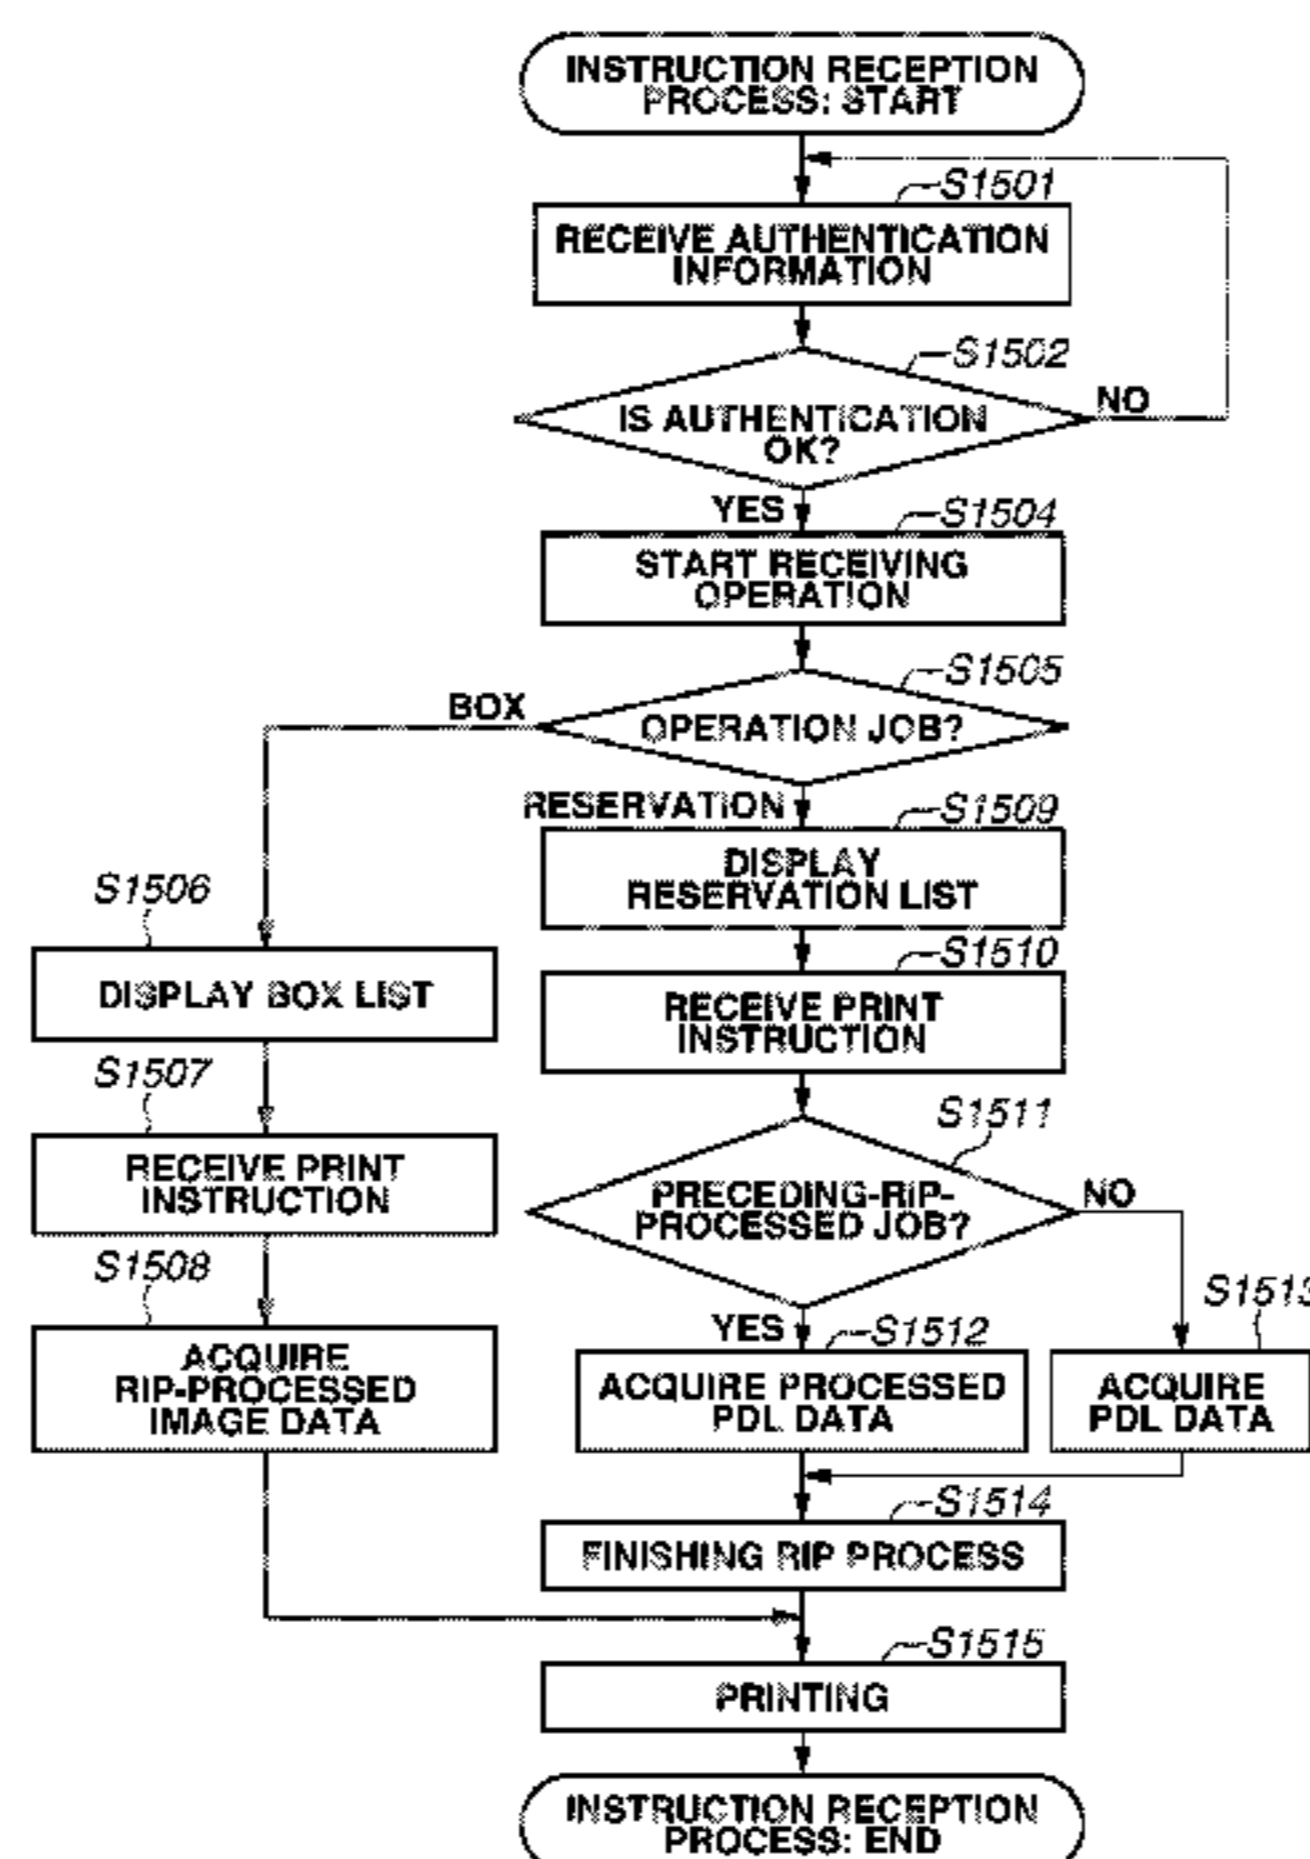 INSTRUCTION RECEPTION
PROCESS: START
S1501
RECEIVE AUTHENTICATION
INFORMATION
S1502
IS AUTHENTICATION
OK?
NO
YES
S1504
START RECEIVING
OPERATION
S1505
BOX
OPERATION JOB?
RESERVATION
S1509
DISPLAY
RESERVATION LIST
S1506
DISPLAY BOX LIST
S1510
RECEIVE PRINT
INSTRUCTION
S1507
RECEIVE PRINT
INSTRUCTION
S1511
PRECEDING-RIP-
PROCESSED JOB?
NO
S1508
ACQUIRE
RIP-PROCESSED
IMAGE DATA
YES
S1512
ACQUIRE PROCESSED
PDL DATA
S1513
ACQUIRE
PDL DATA
S1514
FINISHING RIP PROCESS
S1515
PRINTING
INSTRUCTION RECEPTION
PROCESS: END